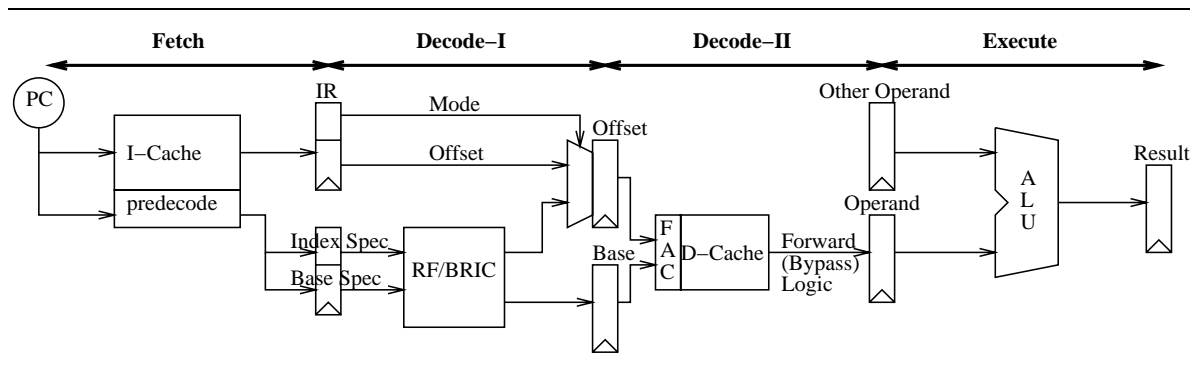 Fetch
Decode–I
Decode–II
Execute
PC
IR
Mode
Other Operand
I–Cache
Offset
Offset
predecode
Index Spec
Base Spec
RF/BRIC
Base
F
A
C
D–Cache
Forward
(Bypass)
Logic
Operand
A
L
U
Result